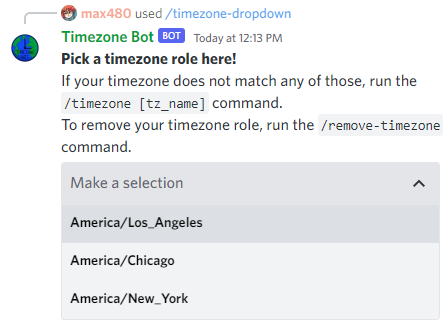 max480 used /timezone-dropdown
Timezone Bot BOT Today at 12:13 PM
Pick a timezone role here!
If your timezone does not match any of those, run the
/timezone [tz_name] command.
To remove your timezone role, run the /remove-timezone
command.
Make a selection
America/Los_Angeles
America/Chicago
America/New_York